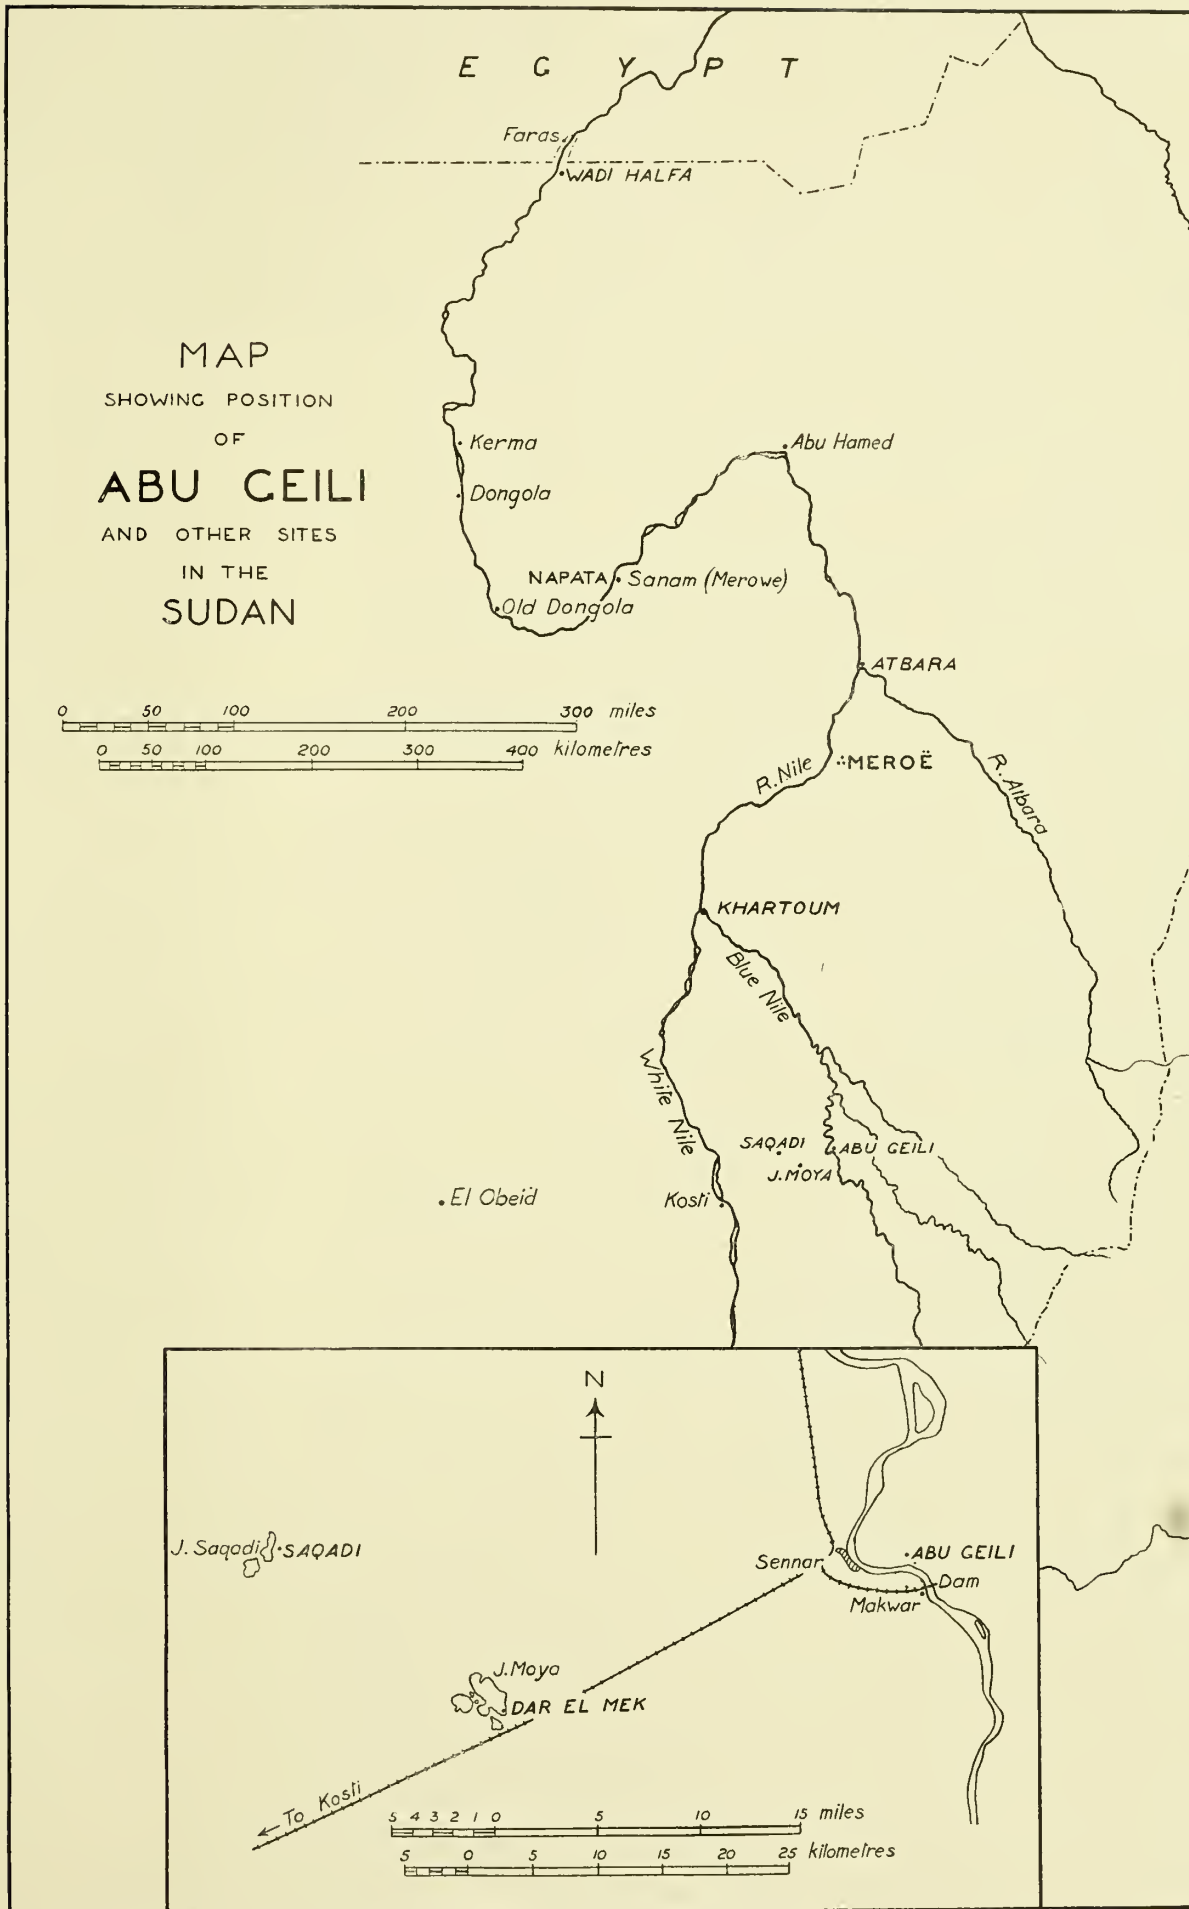 EGYPT
Faras
WADI HALFA
MAP
SHOWING POSITION
OF
ABU GEILI
AND OTHER SITES
IN THE
SUDAN
Kerma
Dongola
Abu Hamed
NAPATA
Sanam (Merowe)
Old Dongola
ATBARA
0 50 100 200 300 miles
0 50 100 200 300 400 kilometres
R. Nile
MEROË
R. Atbara
KHARTOUM
Blue Nile
White Nile
SAQADI
ABU GEILI
J. MOYA
El Obeid
Kosti
N
J. Saqadi
SAQADI
Sennar
ABU GEILI
Dam
Makwar
J. Moya
DAR EL MEK
To Kosti
5 4 3 2 1 0 5 10 15 miles
5 0 5 10 15 20 25 kilometres